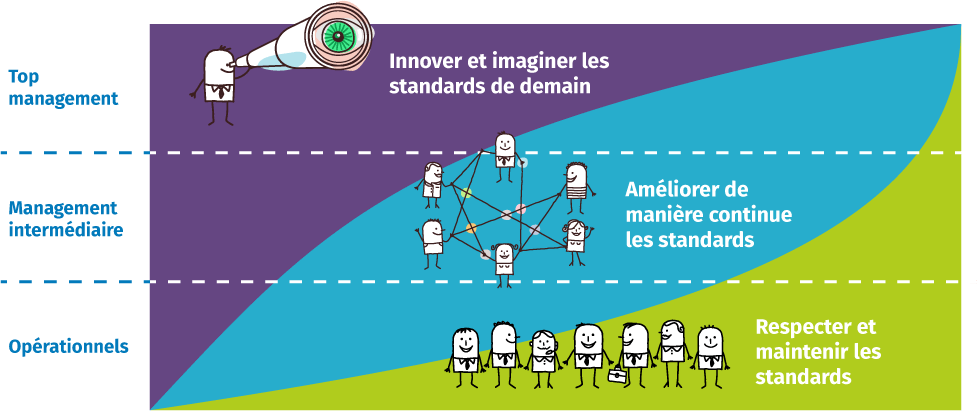 Top
management
Innover et imaginer les
standards de demain
Management
intermédiaire
Améliorer de
manière continue
les standards
Opérationnels
Respecter et
maintenir les
standards